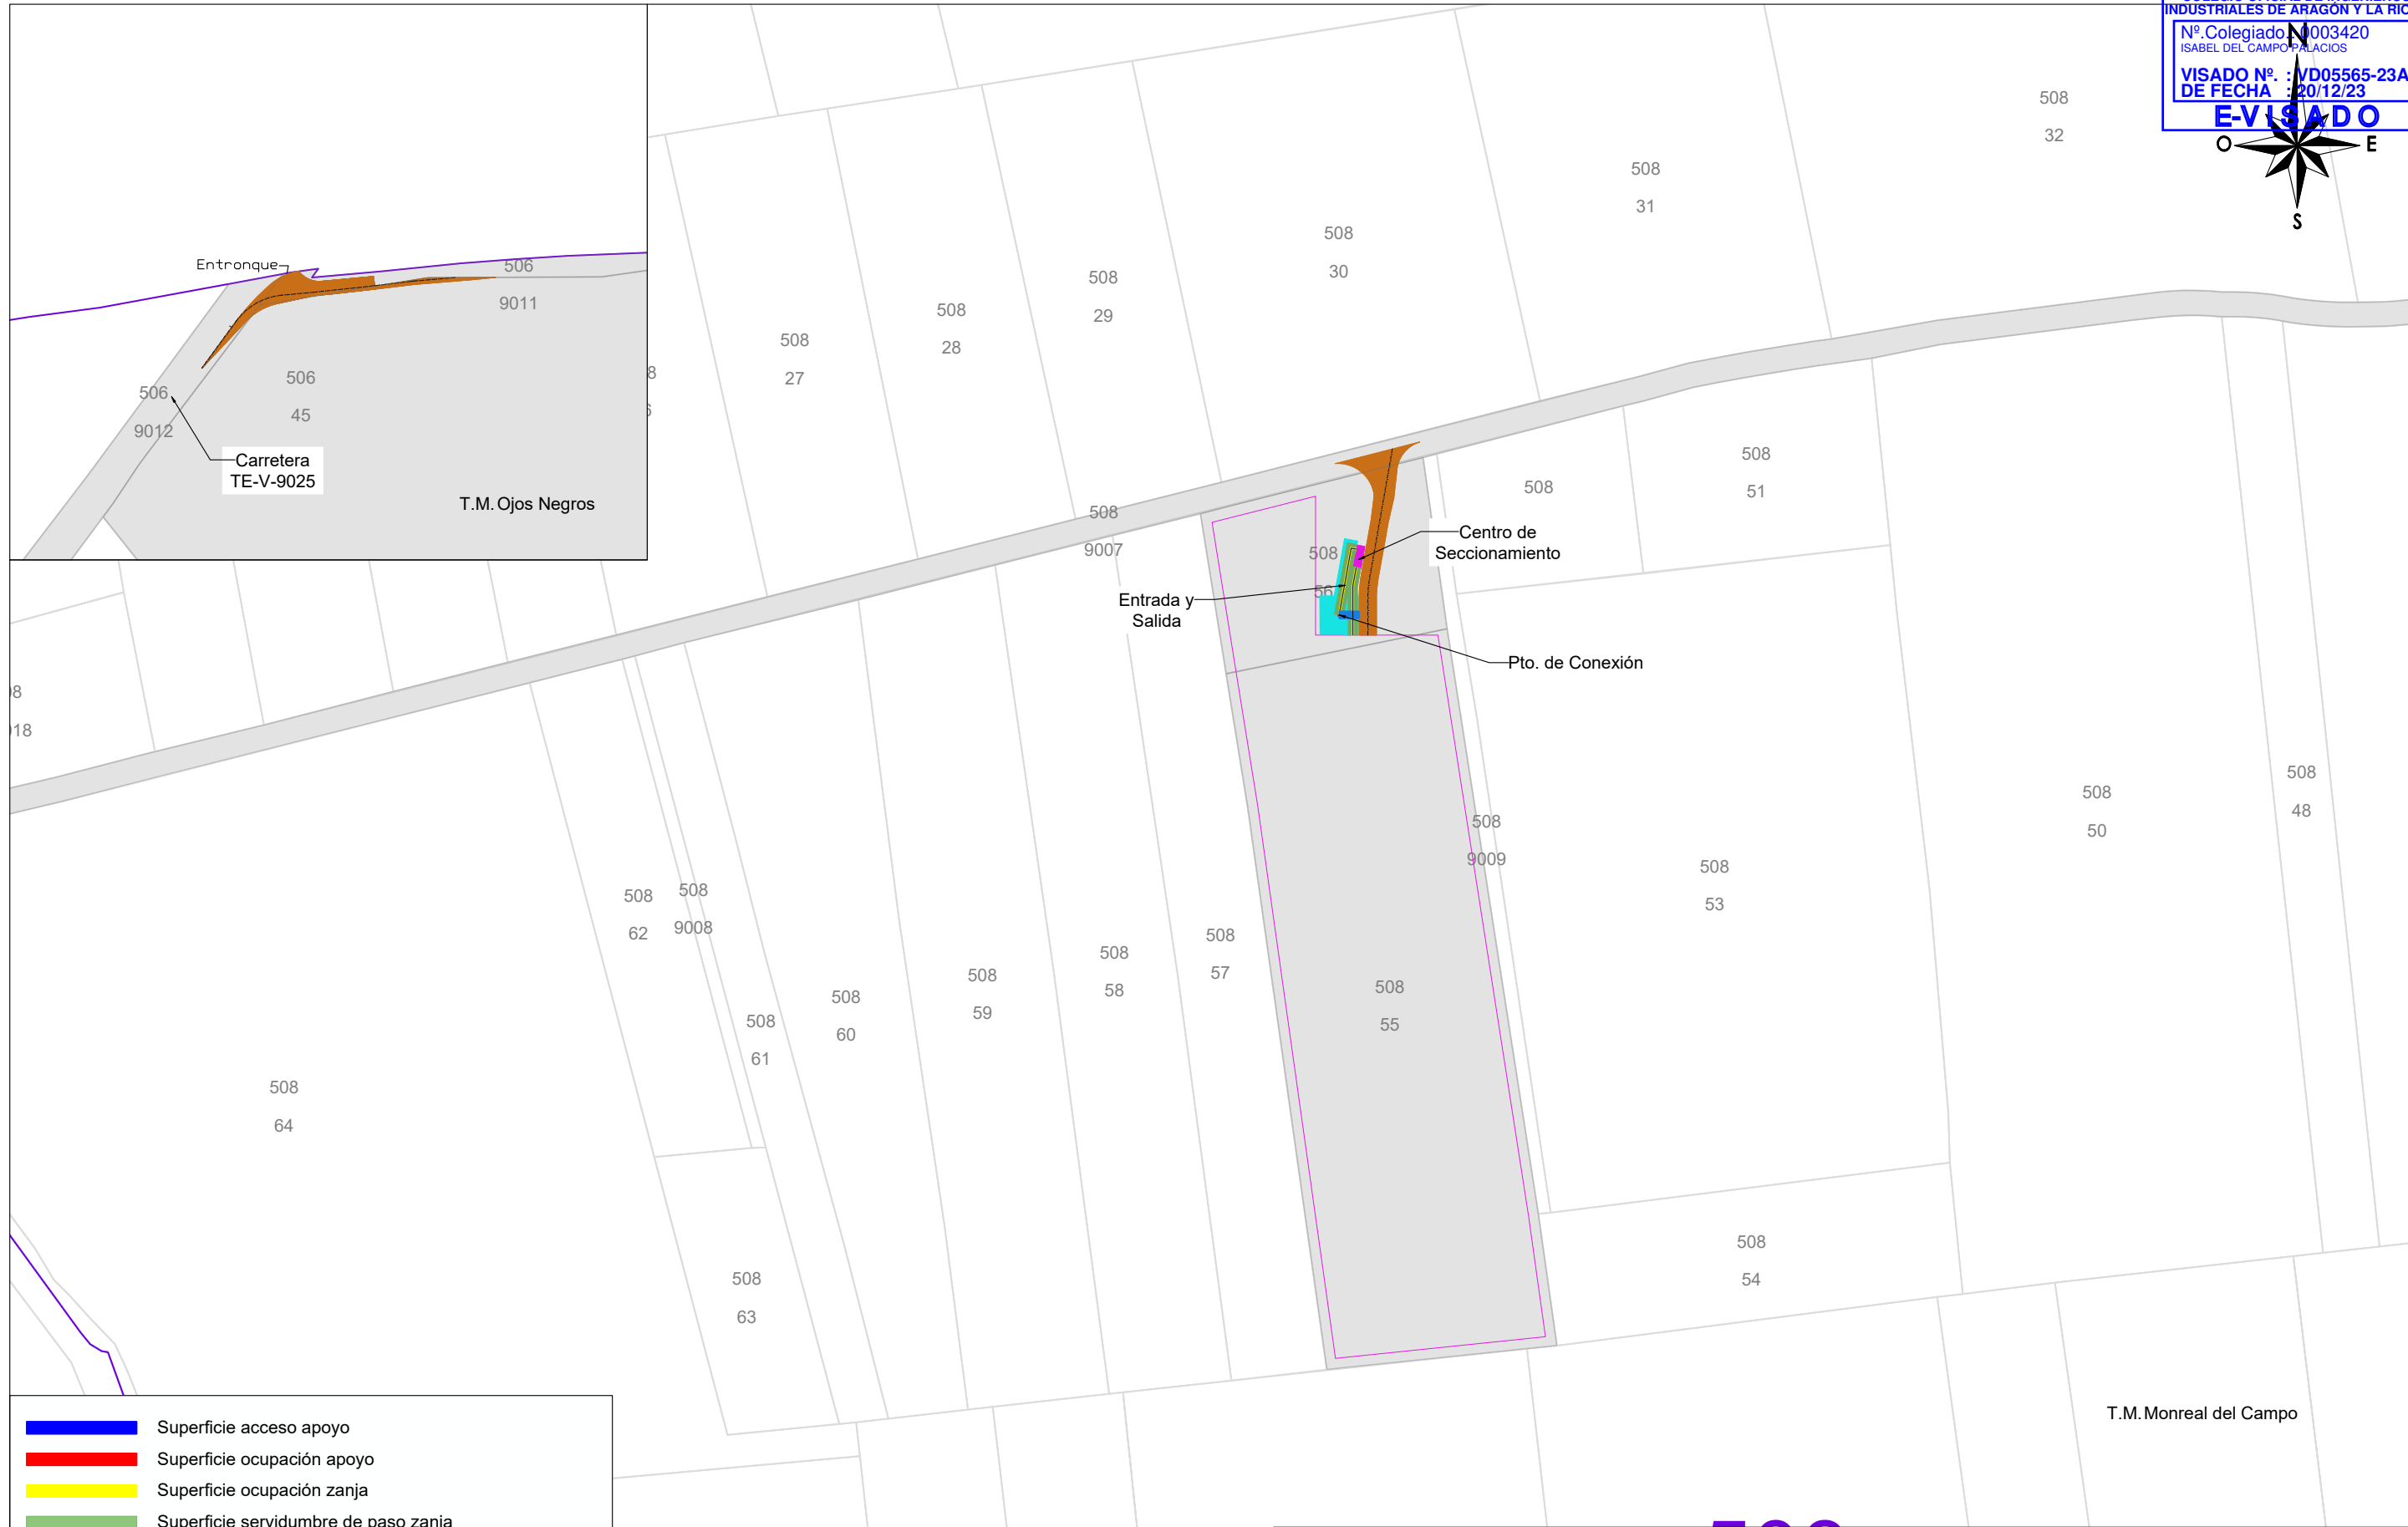 INDUSTRIALES DE ARAGÓN Y LA RIO
Nº.Colegiado.: 0003420
ISABEL DEL CAMPO PALACIOS
VISADO Nº. : VD05565-23A
DE FECHA : 20/12/23
E-VISADO
N
O
E
S
Entronque
506
9011
506
45
506
9012
Carretera
TE-V-9025
T.M. Ojos Negros
508
27
508
28
508
29
508
30
508
31
508
32
508
9007
508
56
508
508
51
Centro de
Seccionamiento
Entrada y
Salida
Pto. de Conexión
508
62
508
9008
508
61
508
60
508
59
508
58
508
57
508
55
508
9009
508
53
508
50
508
48
508
64
508
63
508
54
T.M. Monreal del Campo
Superficie acceso apoyo
Superficie ocupación apoyo
Superficie ocupación zanja
Superficie servidumbre de paso zanja